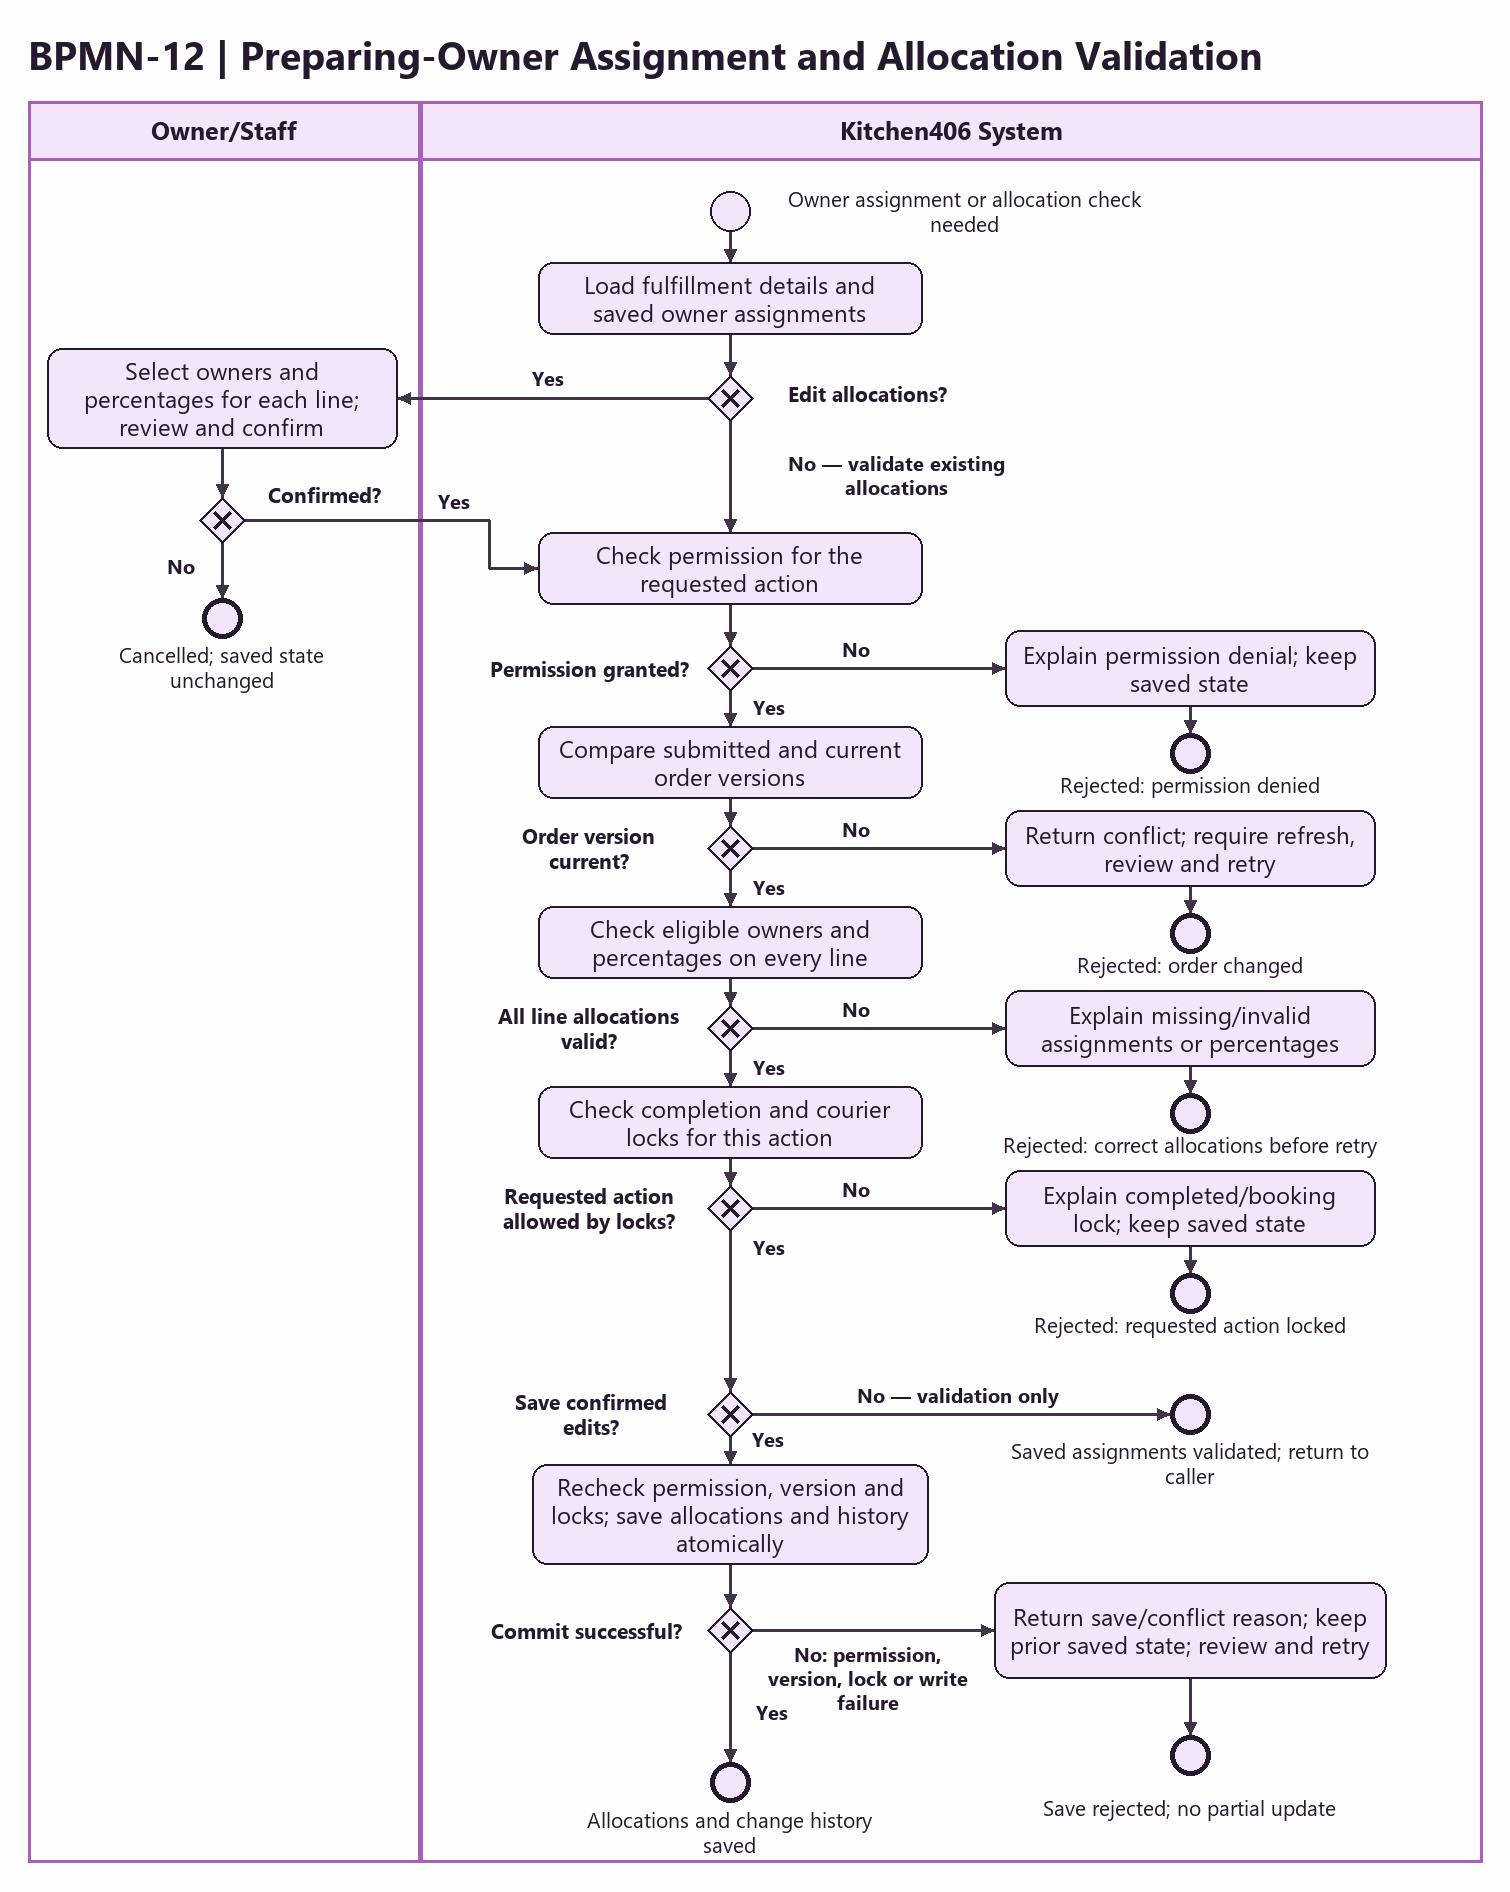 BPMN-12 | Preparing-Owner Assignment and Allocation Validation
Owner/Staff
Kitchen406 System
Owner assignment or allocation check
needed
Load fulfillment details and
saved owner assignments
Select owners and
percentages for each line;
review and confirm
Yes
Edit allocations?
No — validate existing
allocations
Confirmed?
Yes
No
Cancelled; saved state
unchanged
Check permission for the
requested action
Permission granted?
No
Explain permission denial; keep
saved state
Yes
Rejected: permission denied
Compare submitted and current
order versions
Order version
current?
No
Return conflict; require refresh,
review and retry
Yes
Rejected: order changed
Check eligible owners and
percentages on every line
All line allocations
valid?
No
Explain missing/invalid
assignments or percentages
Yes
Rejected: correct allocations before retry
Check completion and courier
locks for this action
Requested action
allowed by locks?
No
Explain completed/booking
lock; keep saved state
Yes
Rejected: requested action locked
Save confirmed
edits?
No — validation only
Yes
Saved assignments validated; return to
caller
Recheck permission, version and
locks; save allocations and history
atomically
Commit successful?
No: permission,
version, lock or write
failure
Return save/conflict reason; keep
prior saved state; review and retry
Yes
Save rejected; no partial update
Allocations and change history
saved